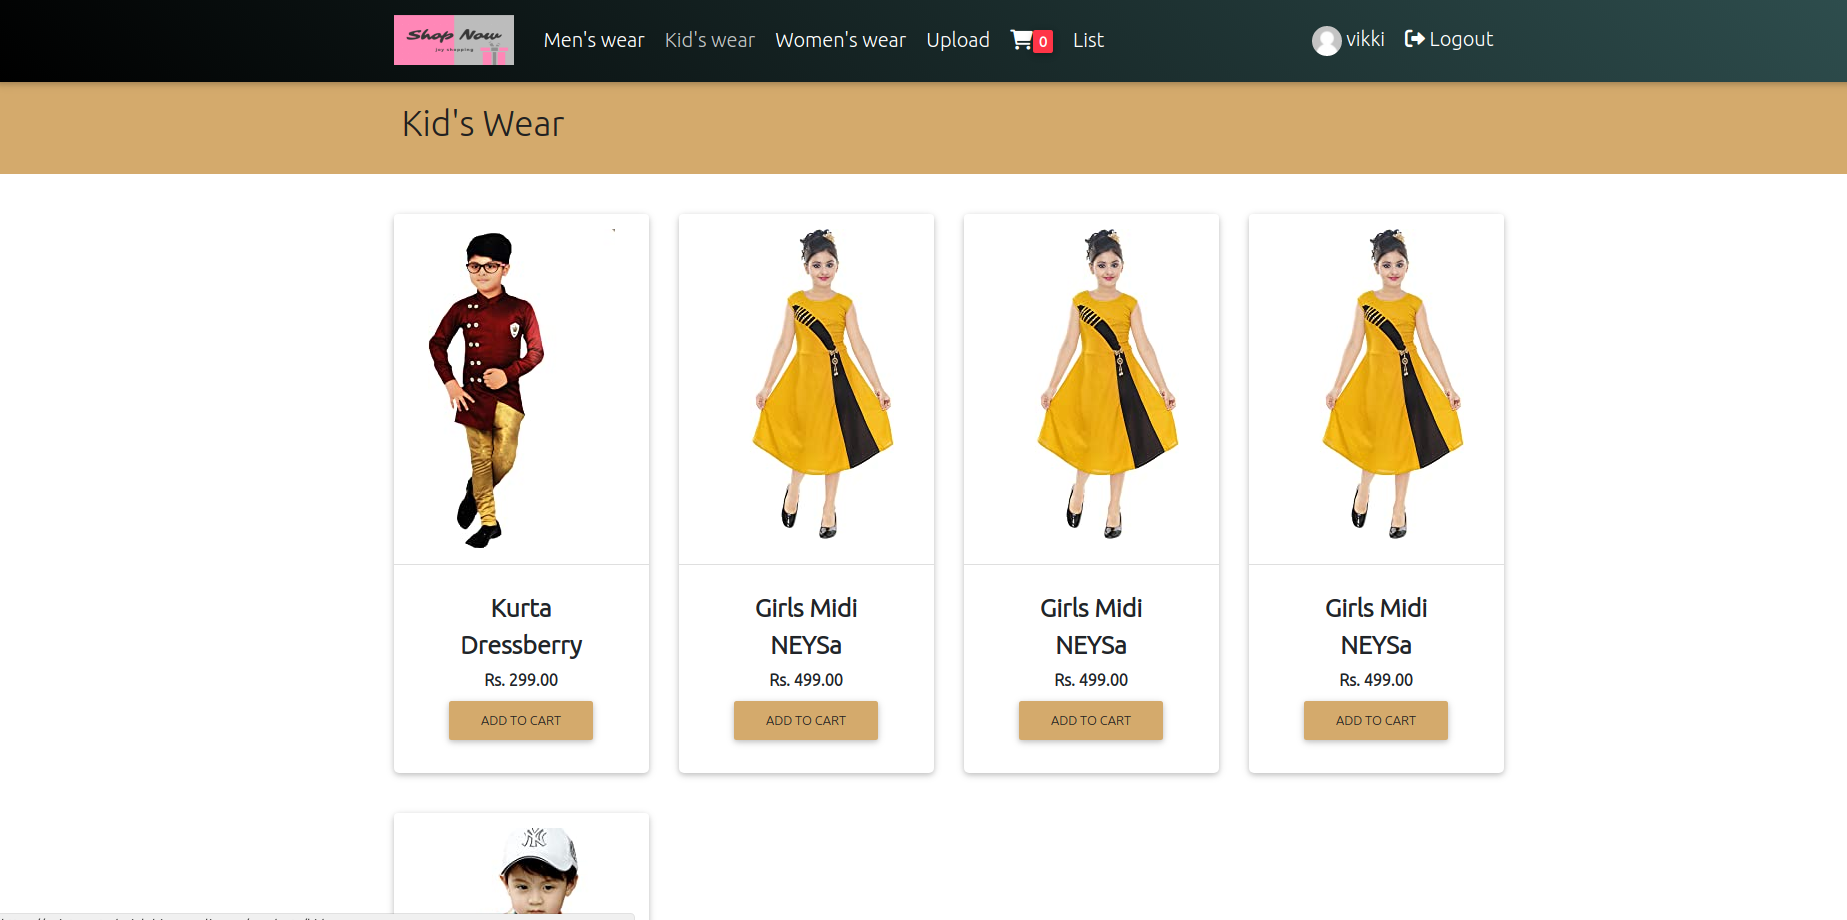 Shop Now
joy shopping
Men's wear
Kid's wear
Women's wear
Upload
0
List
vikki
Logout
Kid's Wear
Kurta
Dressberry
Rs. 299.00
ADD TO CART
Girls Midi
NEYSa
Rs. 499.00
ADD TO CART
Girls Midi
NEYSa
Rs. 499.00
ADD TO CART
Girls Midi
NEYSa
Rs. 499.00
ADD TO CART
NY